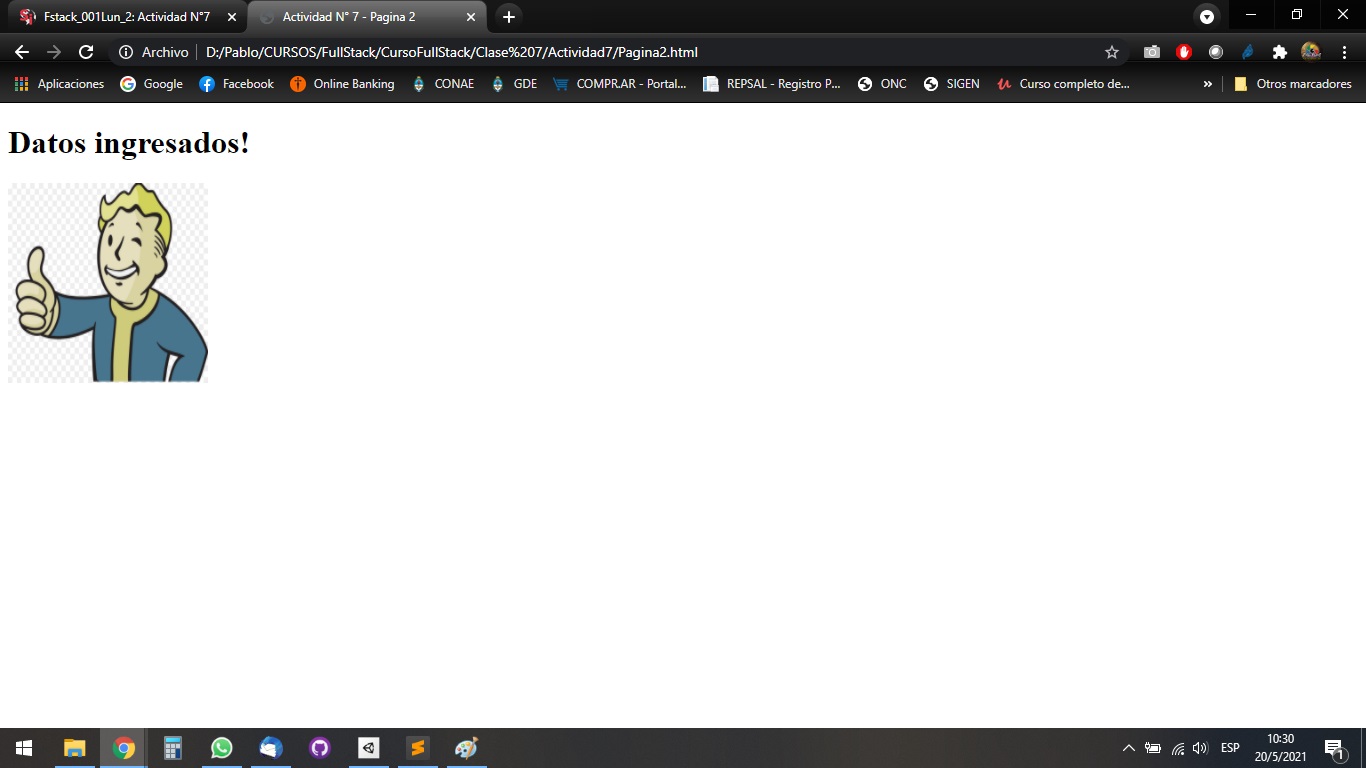 Fstack_001Lun_2: Actividad N°7
Actividad N° 7 - Pagina 2
Archivo D:/Pablo/CURSOS/FullStack/CursoFullStack/Clase%207/Actividad7/Pagina2.html
Aplicaciones Google Facebook Online Banking CONAE GDE COMPR.AR - Portal... REPSAL - Registro P... ONC SIGEN Curso completo de... » Otros marcadores
Datos ingresados!
ESP
10:30
20/5/2021
1